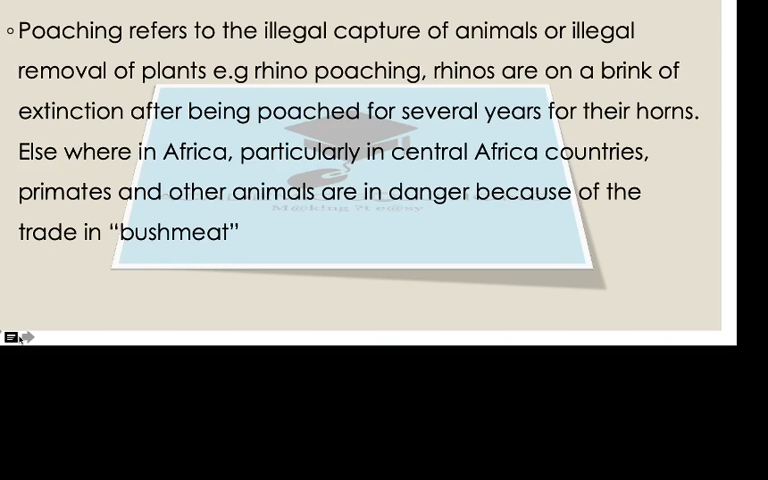 ◦Poaching refers to the illegal capture of animals or illegal
removal of plants e.g rhino poaching, rhinos are on a brink of
extinction after being poached for several years for their horns.
Else where in Africa, particularly in central Africa countries,
primates and other animals are in danger because of the
trade in “bushmeat”